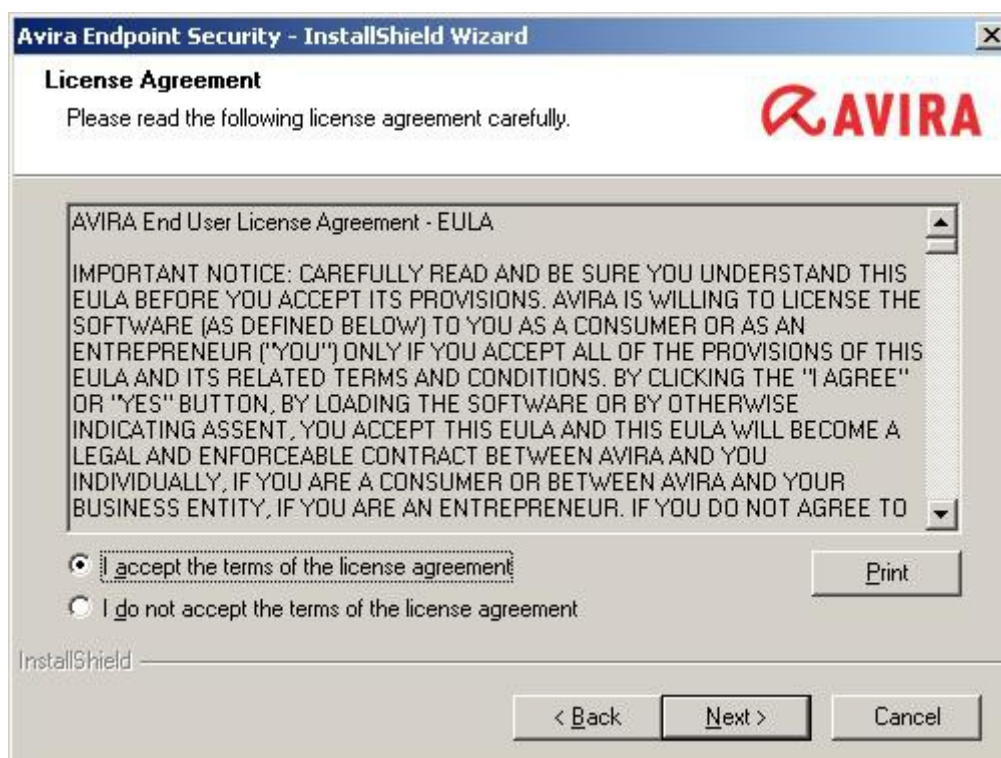 Avira Endpoint Security - InstallShield Wizard
License Agreement
Please read the following license agreement carefully.
AVIRA
AVIRA End User License Agreement - EULA
IMPORTANT NOTICE: CAREFULLY READ AND BE SURE YOU UNDERSTAND THIS
EULA BEFORE YOU ACCEPT ITS PROVISIONS. AVIRA IS WILLING TO LICENSE THE
SOFTWARE (AS DEFINED BELOW) TO YOU AS A CONSUMER OR AS AN
ENTREPRENEUR ("YOU") ONLY IF YOU ACCEPT ALL OF THE PROVISIONS OF THIS
EULA AND ITS RELATED TERMS AND CONDITIONS. BY CLICKING THE "I AGREE"
OR "YES" BUTTON, BY LOADING THE SOFTWARE OR BY OTHERWISE
INDICATING ASSENT, YOU ACCEPT THIS EULA AND THIS EULA WILL BECOME A
LEGAL AND ENFORCEABLE CONTRACT BETWEEN AVIRA AND YOU
INDIVIDUALLY, IF YOU ARE A CONSUMER OR BETWEEN AVIRA AND YOUR
BUSINESS ENTITY, IF YOU ARE AN ENTREPRENEUR. IF YOU DO NOT AGREE TO
I accept the terms of the license agreement
Print
I do not accept the terms of the license agreement
InstallShield
< Back
Next >
Cancel